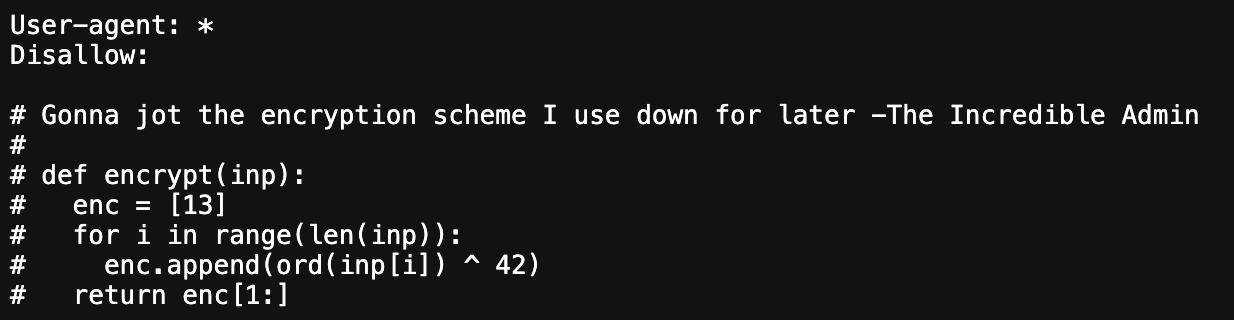 User-agent: *
Disallow:

# Gonna jot the encryption scheme I use down for later -The Incredible Admin
#
# def encrypt(inp):
#   enc = [13]
#   for i in range(len(inp)):
#     enc.append(ord(inp[i]) ^ 42)
#   return enc[1:]